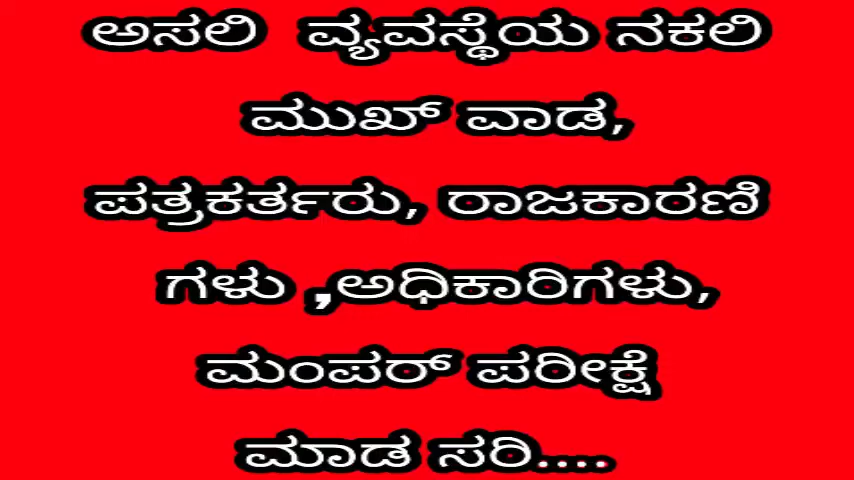 ಅಸಲಿ ವ್ಯವಸ್ಥೆಯ ನಕಲಿ
ಮುಖ್ ವಾಡ,
ಪತ್ರಕರ್ತರು, ರಾಜಕಾರಣಿ
ಗಳು ,ಅಧಿಕಾರಿಗಳು,
ಮಂಪರ್ ಪರೀಕ್ಷೆ
ಮಾಡ ಸರಿ....